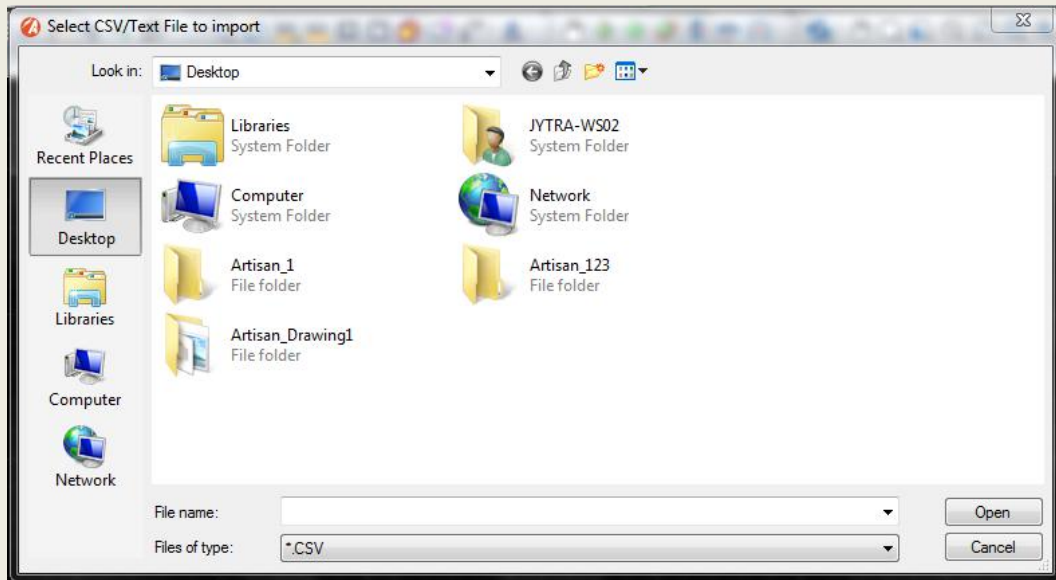 Select CSV/Text File to import
Look in: Desktop
Recent Places
Desktop
Libraries
Computer
Network
Libraries
System Folder
JYTRA-WS02
System Folder
Computer
System Folder
Network
System Folder
Artisan_1
File folder
Artisan_123
File folder
Artisan_Drawing1
File folder
File name:
Open
Files of type: *.CSV
Cancel